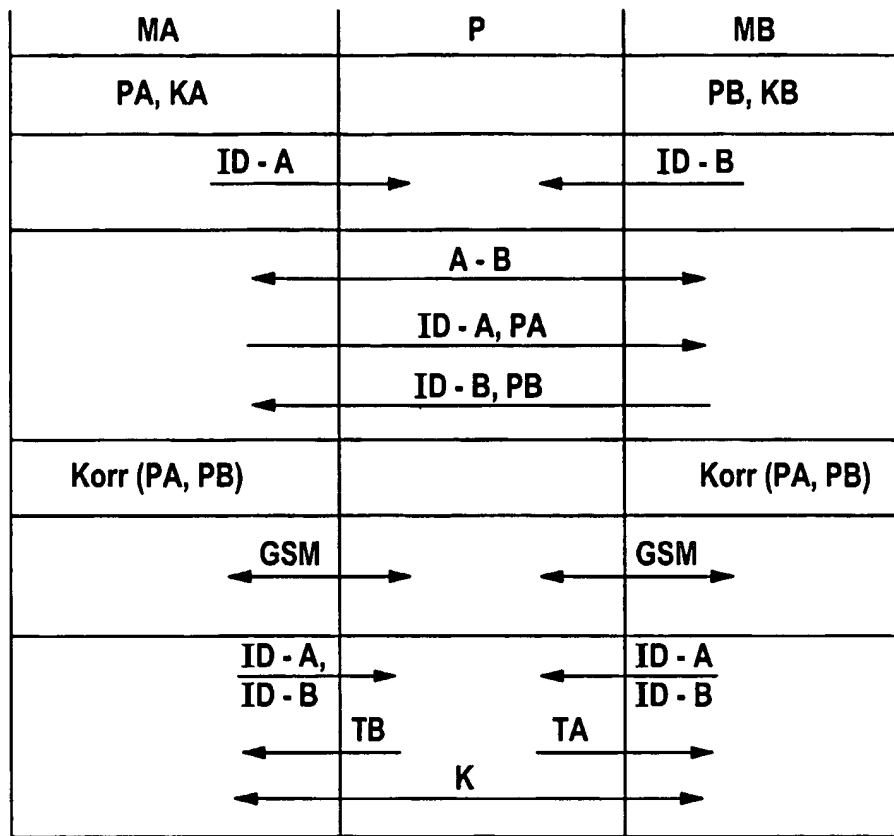 MA P MB
PA, KA PB, KB
ID - A ID - B
A - B
ID - A, PA
ID - B, PB
Korr (PA, PB) Korr (PA, PB)
GSM GSM
ID - A, ID - A
ID - B ID - B
TB TA
K